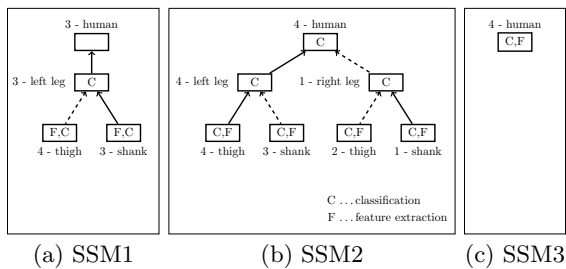 3 - human
3 - left leg
C
F,C
F,C
4 - thigh
3 - shank
(a) SSM1
4 - human
C
4 - left leg
C
1 - right leg
C
C,F
C,F
C,F
C,F
4 - thigh
3 - shank
2 - thigh
1 - shank
C ...classification
F ...feature extraction
(b) SSM2
4 - human
C,F
(c) SSM3